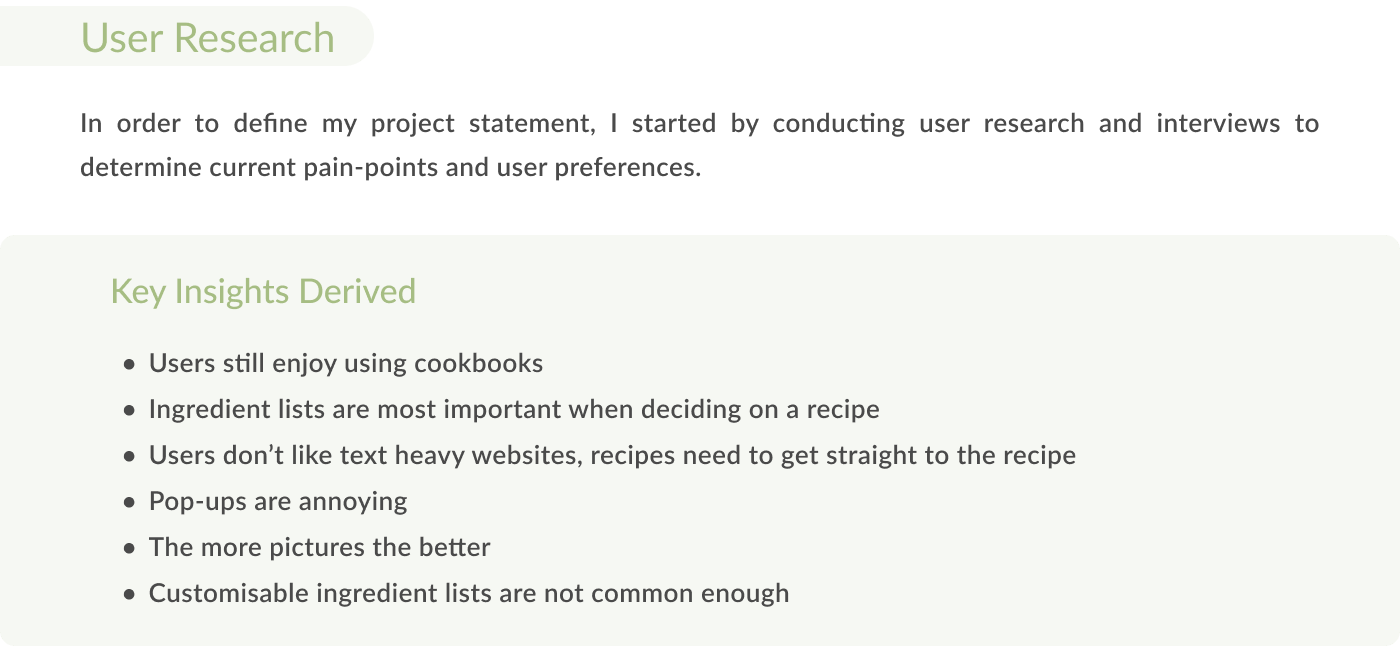 User Research
In order to define my project statement, I started by conducting user research and interviews to
determine current pain-points and user preferences.
Key Insights Derived
• Users still enjoy using cookbooks
• Ingredient lists are most important when deciding on a recipe
• Users don’t like text heavy websites, recipes need to get straight to the recipe
• Pop-ups are annoying
• The more pictures the better
• Customisable ingredient lists are not common enough